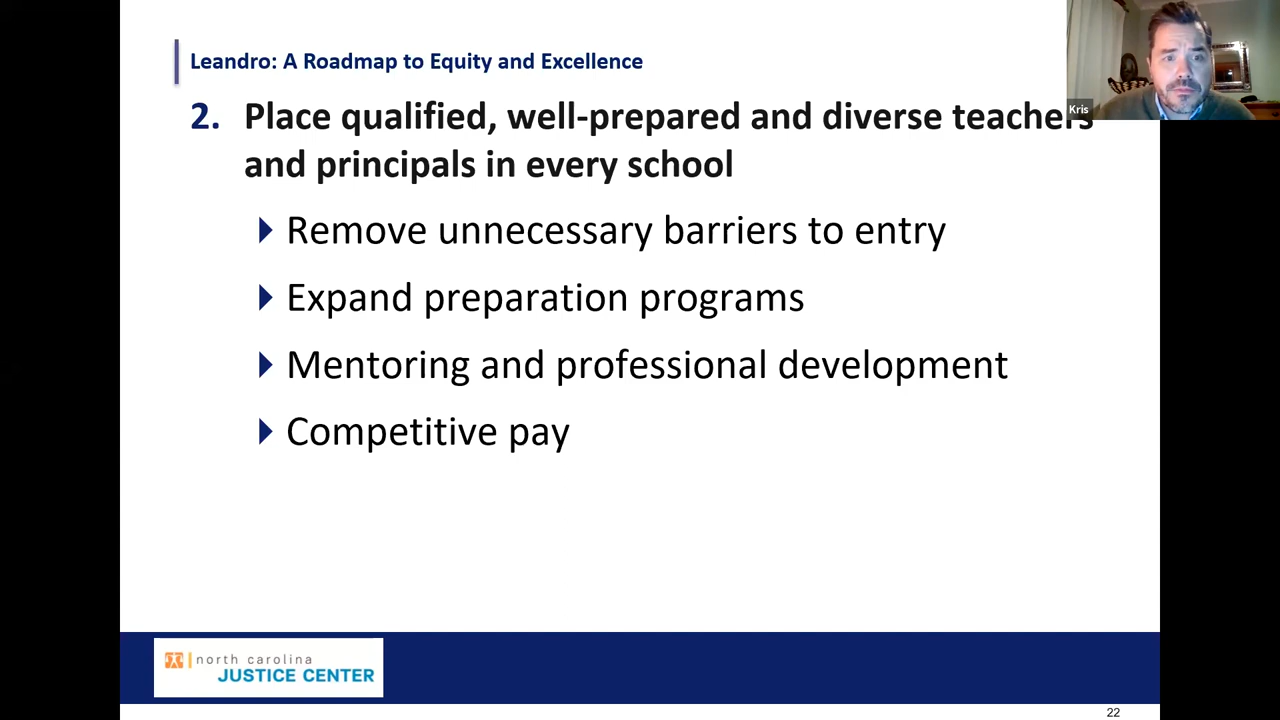 Leandro: A Roadmap to Equity and Excellence
2. Place qualified, well-prepared and diverse teachers
and principals in every school
Remove unnecessary barriers to entry
Expand preparation programs
Mentoring and professional development
Competitive pay
Kris
north carolina
JUSTICE CENTER
22